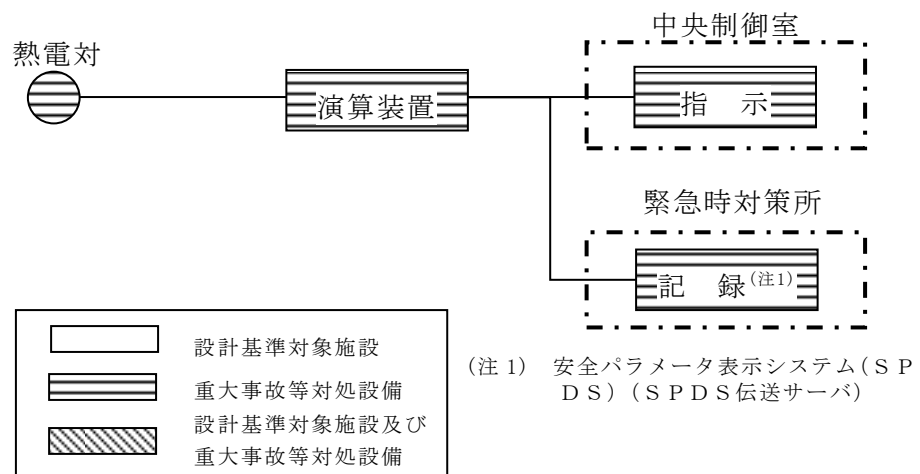 中央制御室
熱電対
演算装置
指　示
緊急時対策所
記　録(注1)
設計基準対象施設
重大事故等対処設備
設計基準対象施設及び
重大事故等対処設備
(注 1)　安全パラメータ表示システム(ＳＰ
ＤＳ)（ＳＰＤＳ伝送サーバ）